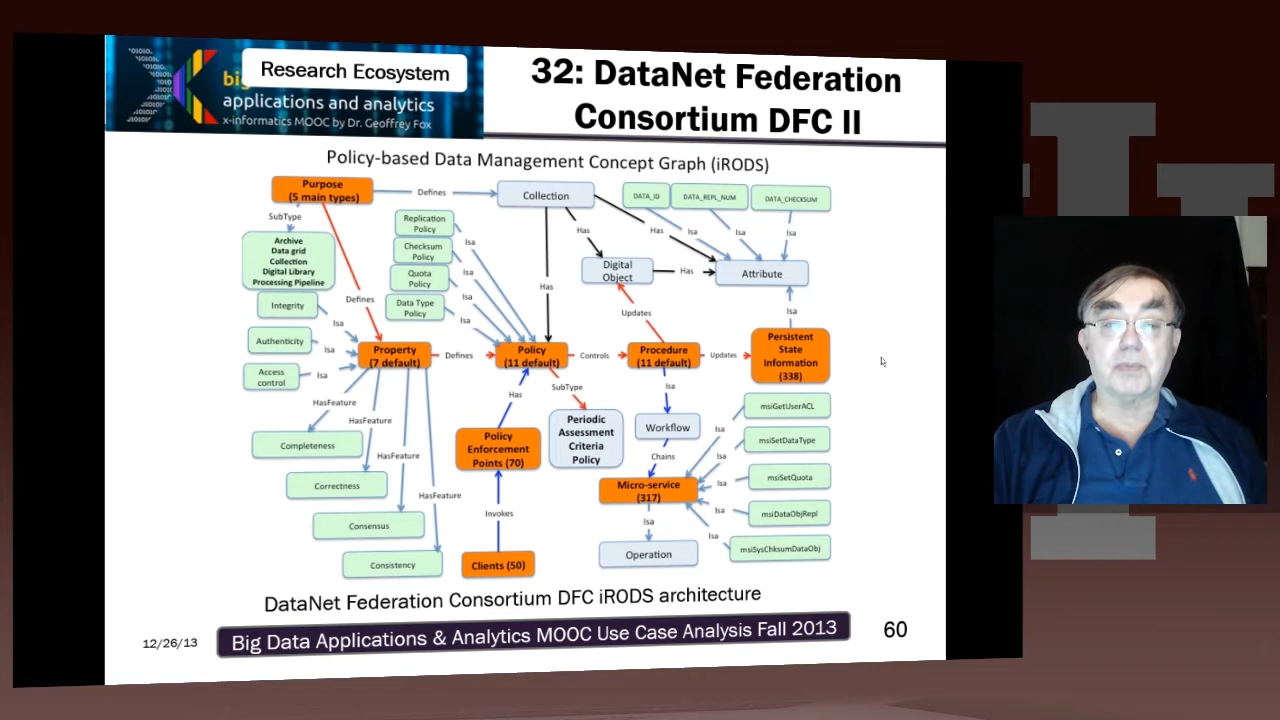 big
Research Ecosystem
applications and analytics
x-informatics MOOC by Dr. Geoffrey Fox
32: DataNet Federation
Consortium DFC II
Policy-based Data Management Concept Graph (iRODS)
Purpose
(5 main types)
Defines
Collection
DATA_ID
DATA_REPL_NUM
DATA_CHECKSUM
SubType
Archive
Data grid
Collection
Digital Library
Processing Pipeline
Replication
Policy
Checksum
Policy
Quota
Policy
Data Type
Policy
Isa
Isa
Isa
Isa
Has
Has
Isa
Isa
Isa
Digital
Object
Has
Attribute
Has
Updates
Isa
Integrity
Authenticity
Access
control
Isa
Isa
Isa
Defines
Property
(7 default)
Defines
Policy
(11 default)
Controls
Procedure
(11 default)
Updates
Persistent
State
Information
(338)
HasFeature
HasFeature
HasFeature
HasFeature
Completeness
Correctness
Consensus
Consistency
Has
SubType
Policy
Enforcement
Points (70)
Periodic
Assessment
Criteria
Policy
Invokes
Clients (50)
Isa
Workflow
Chains
Micro-service
(317)
Isa
Operation
Isa
Isa
Isa
Isa
Isa
msiGetUserACL
msiSetDataType
msiSetQuota
msiDataObjRepl
msiSysChksumDataObj
DataNet Federation Consortium DFC iRODS architecture
12/26/13
Big Data Applications & Analytics MOOC Use Case Analysis Fall 2013
60